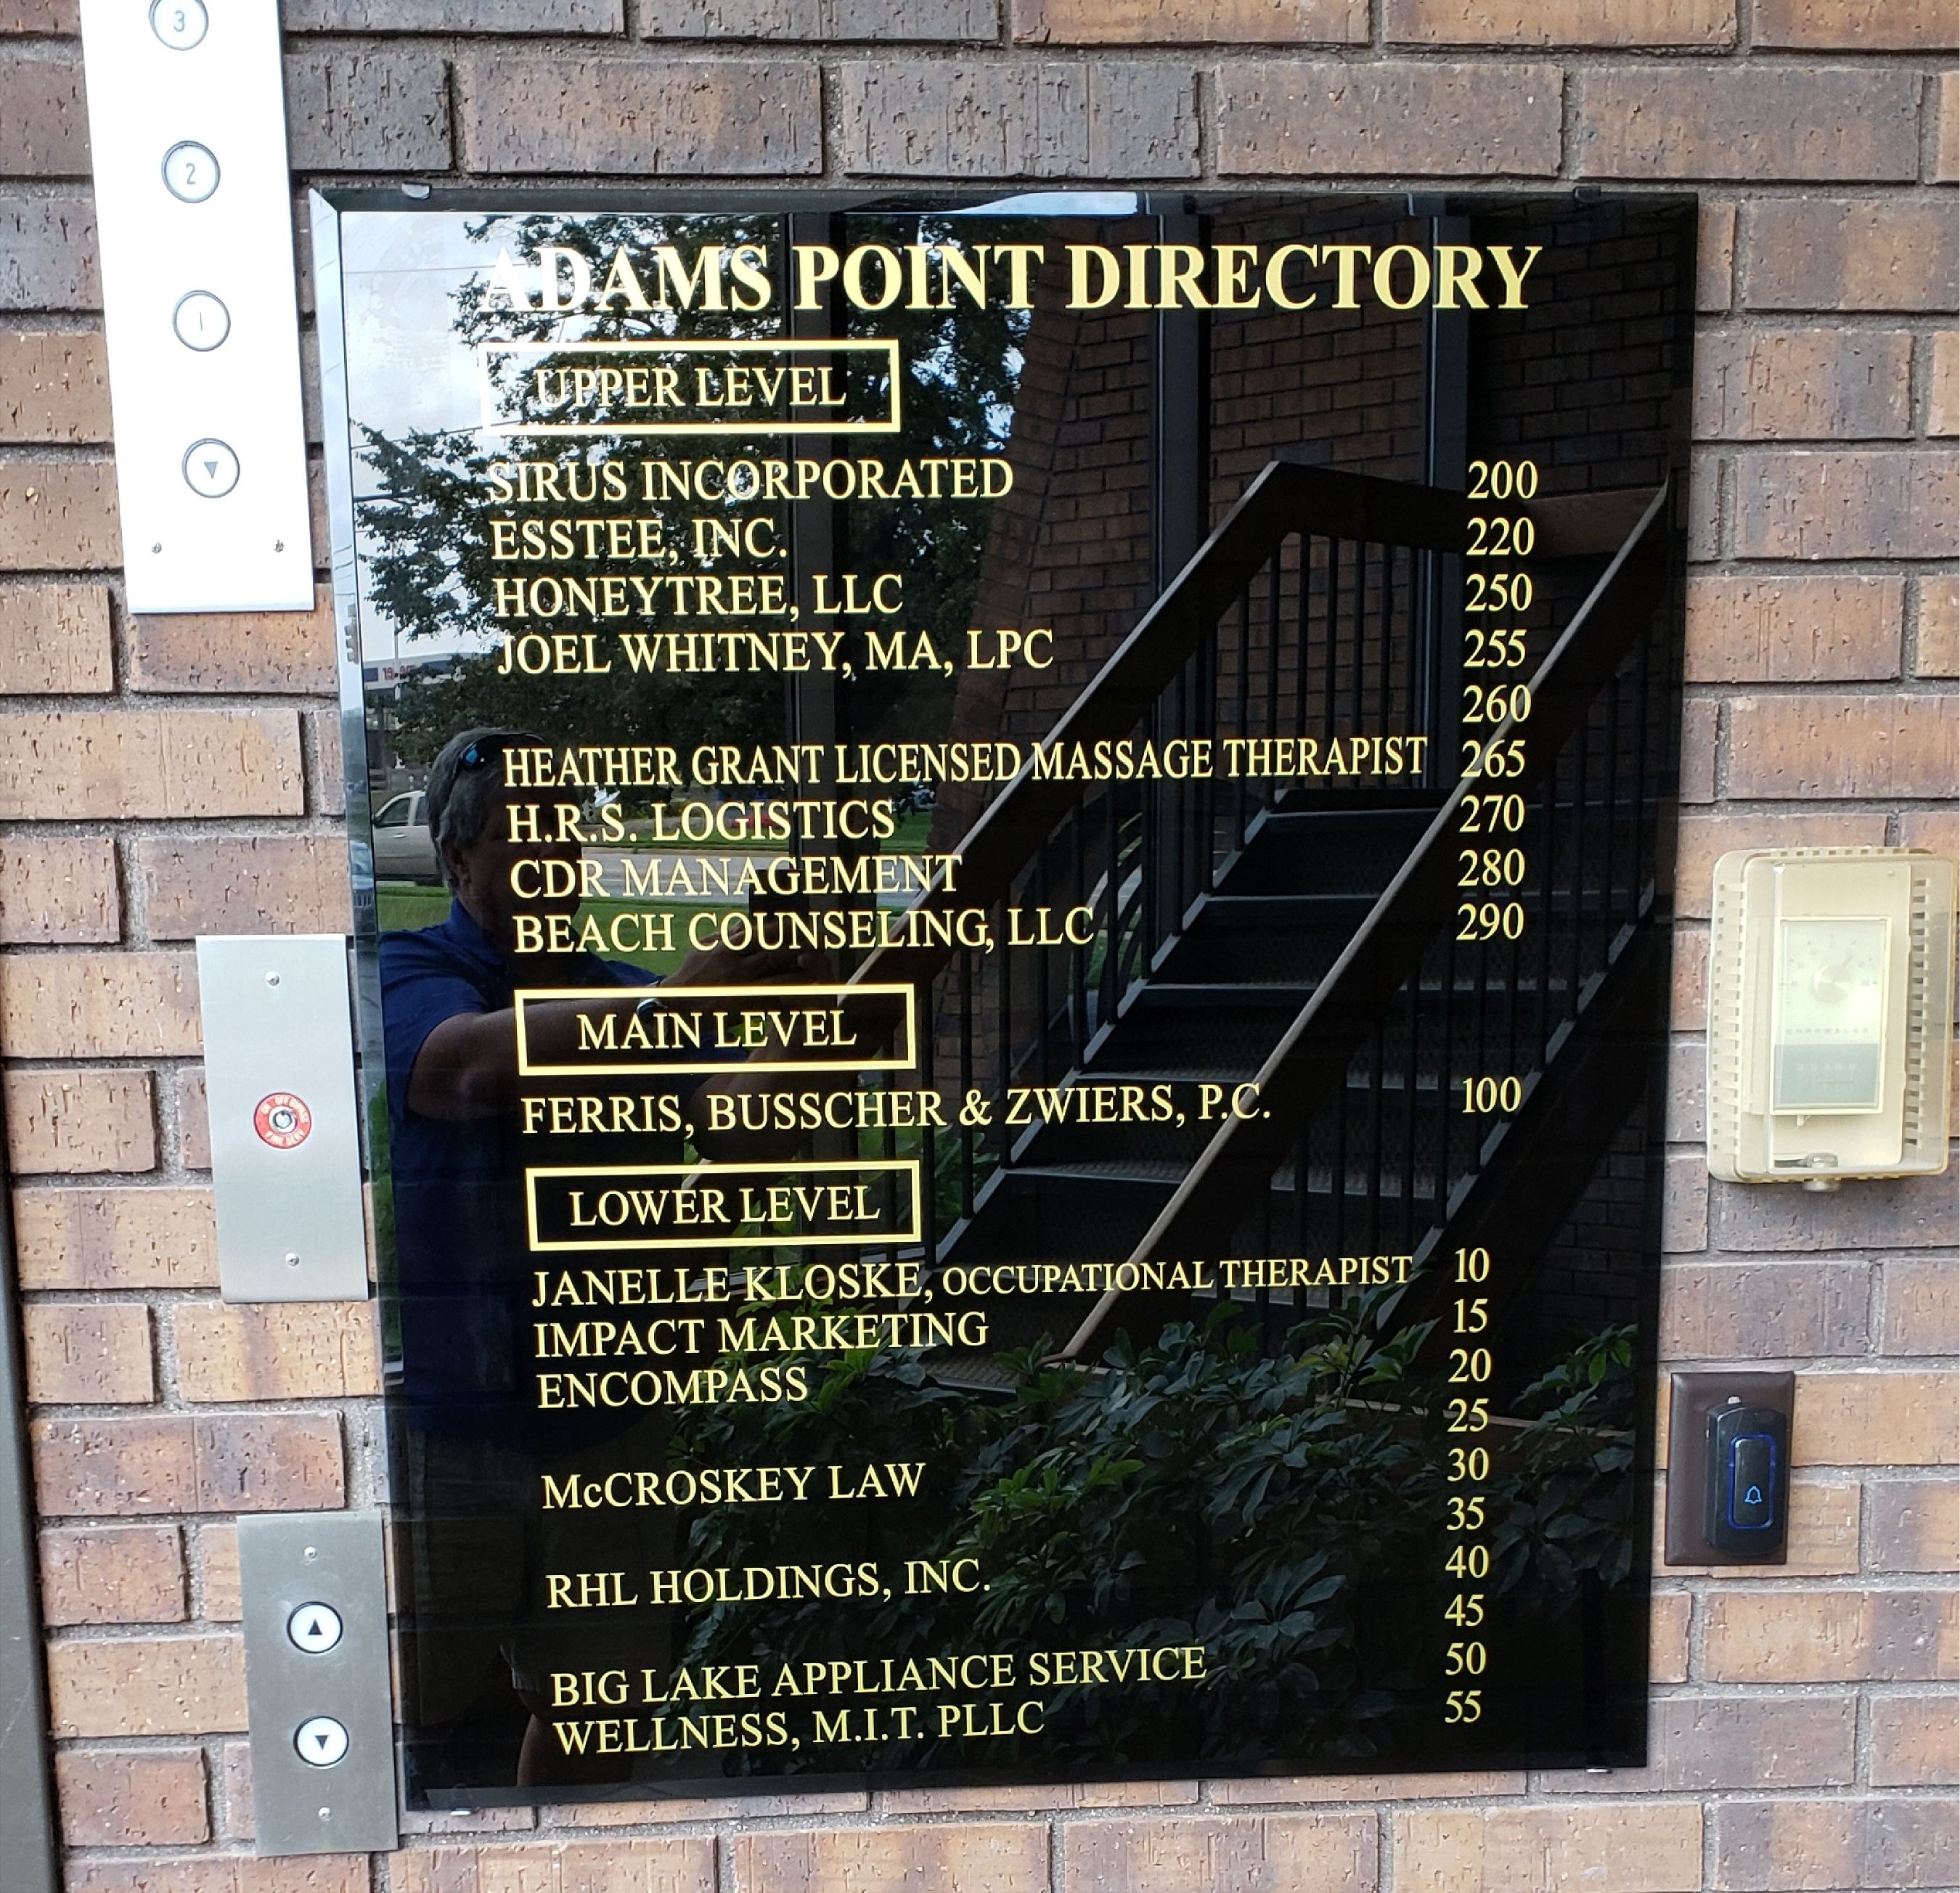 3
2
1
ADAMS POINT DIRECTORY
UPPER LEVEL
SIRUS INCORPORATED 200
ESSTEE, INC. 220
HONEYTREE, LLC 250
JOEL WHITNEY, MA, LPC 255
260
HEATHER GRANT LICENSED MASSAGE THERAPIST 265
H.R.S. LOGISTICS 270
CDR MANAGEMENT 280
BEACH COUNSELING, LLC 290
MAIN LEVEL
FERRIS, BUSSCHER & ZWIERS, P.C. 100
LOWER LEVEL
JANELLE KLOSKE, OCCUPATIONAL THERAPIST 10
IMPACT MARKETING 15
ENCOMPASS 20
25
McCROSKEY LAW 30
35
RHL HOLDINGS, INC. 40
45
BIG LAKE APPLIANCE SERVICE 50
WELLNESS, M.I.T. PLLC 55